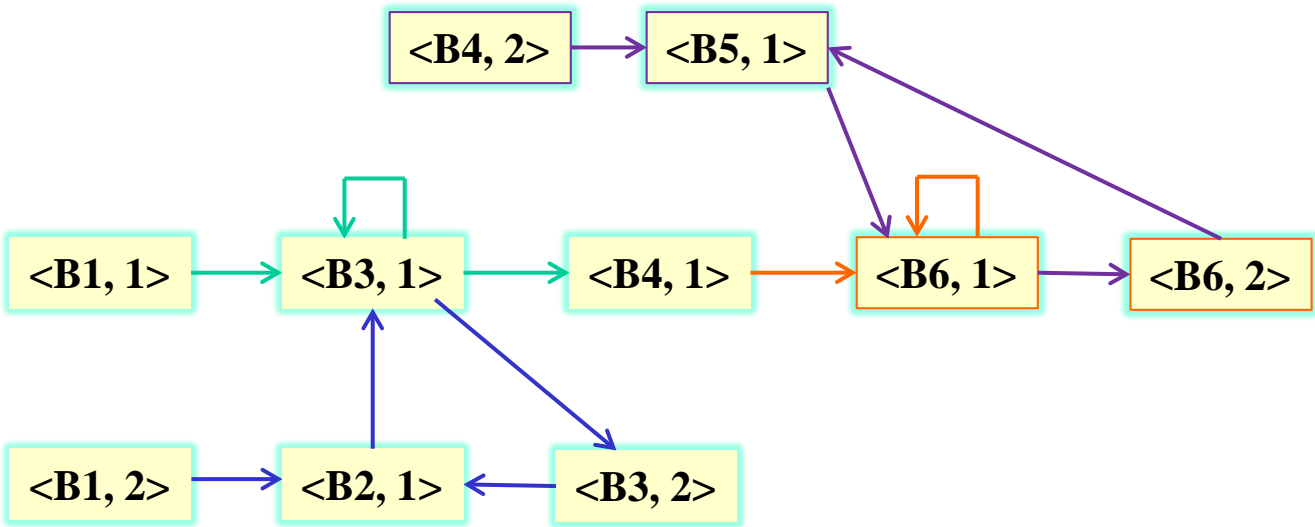 <B4, 2> <B5, 1>
<B1, 1> <B3, 1> <B4, 1> <B6, 1> <B6, 2>
<B1, 2> <B2, 1> <B3, 2>